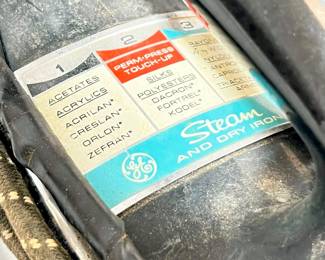 1
ACETATES
ACRYLICS
ACRILAN*
CRESLAN*
ORLON*
ZEFRAN*
2
PERM-PRESS
TOUCH-UP
SILKS
POLYESTERS
DACRON*
FORTREL*
KODEL*
3
RAYON
Steam
AND DRY IRON
GE